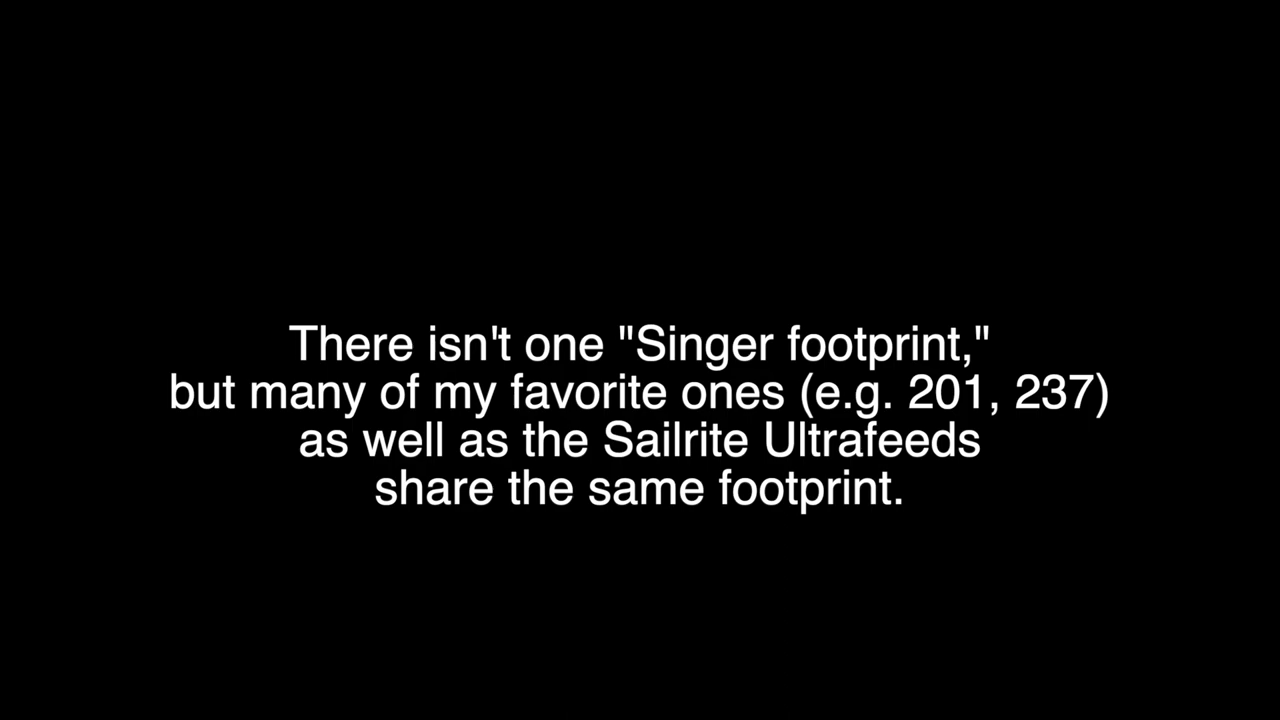 There isn't one "Singer footprint,"
but many of my favorite ones (e.g. 201, 237)
as well as the Sailrite Ultrafeeds
share the same footprint.